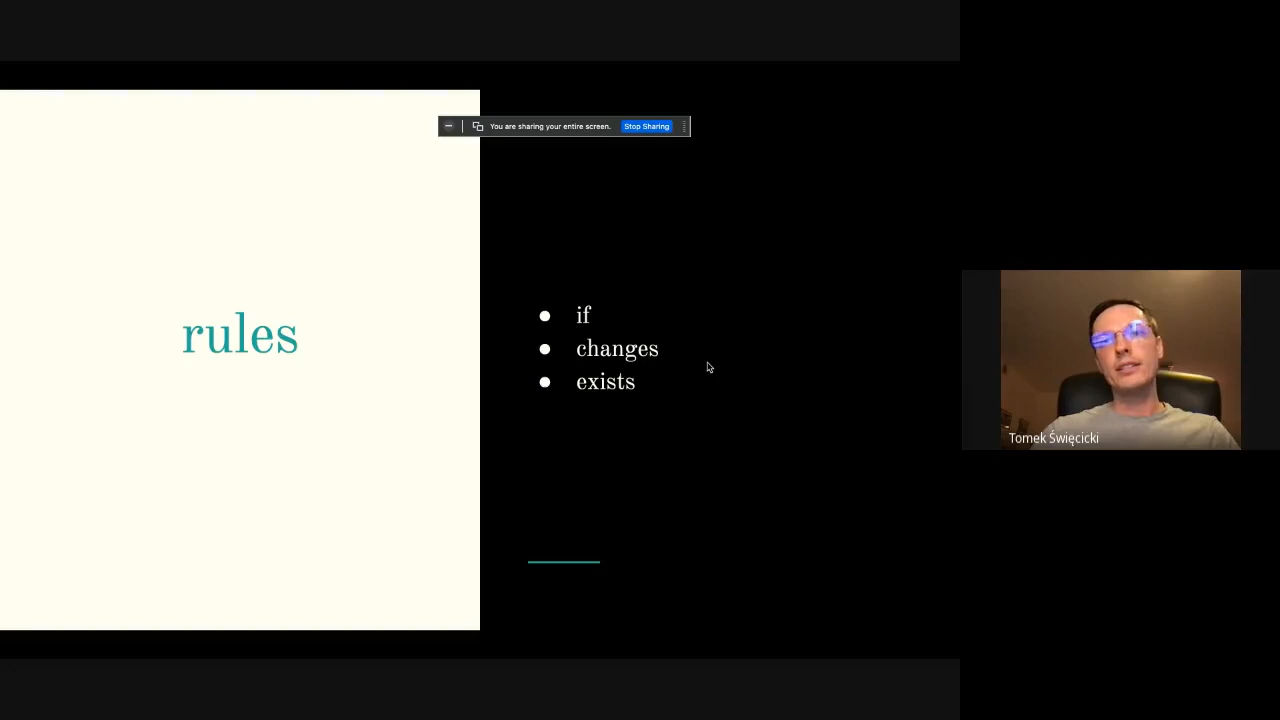 You are sharing your entire screen.
Stop Sharing
rules
if
changes
exists
Tomek Święcicki